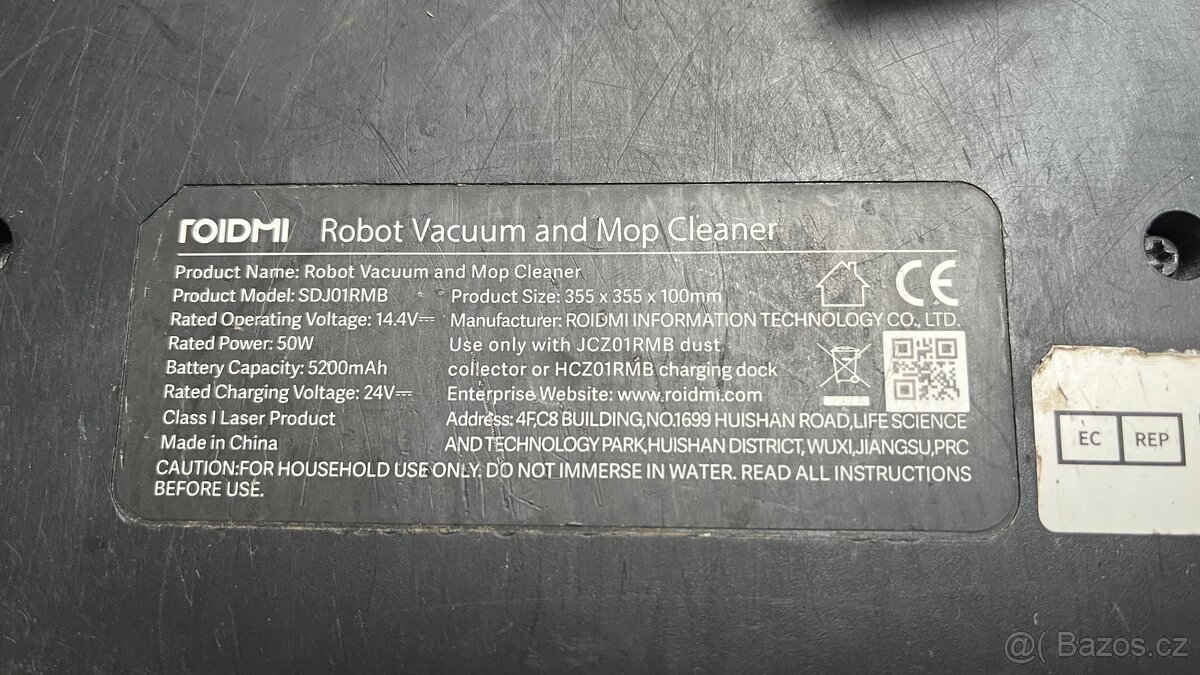 ROIDMI Robot Vacuum and Mop Cleaner
Product Name: Robot Vacuum and Mop Cleaner
Product Model: SDJ01RMB
Rated Operating Voltage: 14.4V⎓
Rated Power: 50W
Battery Capacity: 5200mAh
Rated Charging Voltage: 24V⎓
Class I Laser Product
Made in China
Product Size: 355 x 355 x 100mm
Manufacturer: ROIDMI INFORMATION TECHNOLOGY CO., LTD.
Use only with JCZ01RMB dust
collector or HCZ01RMB charging dock
Enterprise Website: www.roidmi.com
Address: 4F,C8 BUILDING,NO.1699 HUISHAN ROAD,LIFE SCIENCE
AND TECHNOLOGY PARK,HUISHAN DISTRICT, WUXI,JIANGSU,PRC
CAUTION:FOR HOUSEHOLD USE ONLY. DO NOT IMMERSE IN WATER. READ ALL INSTRUCTIONS
BEFORE USE.
CE
EC REP
@( Bazos.cz